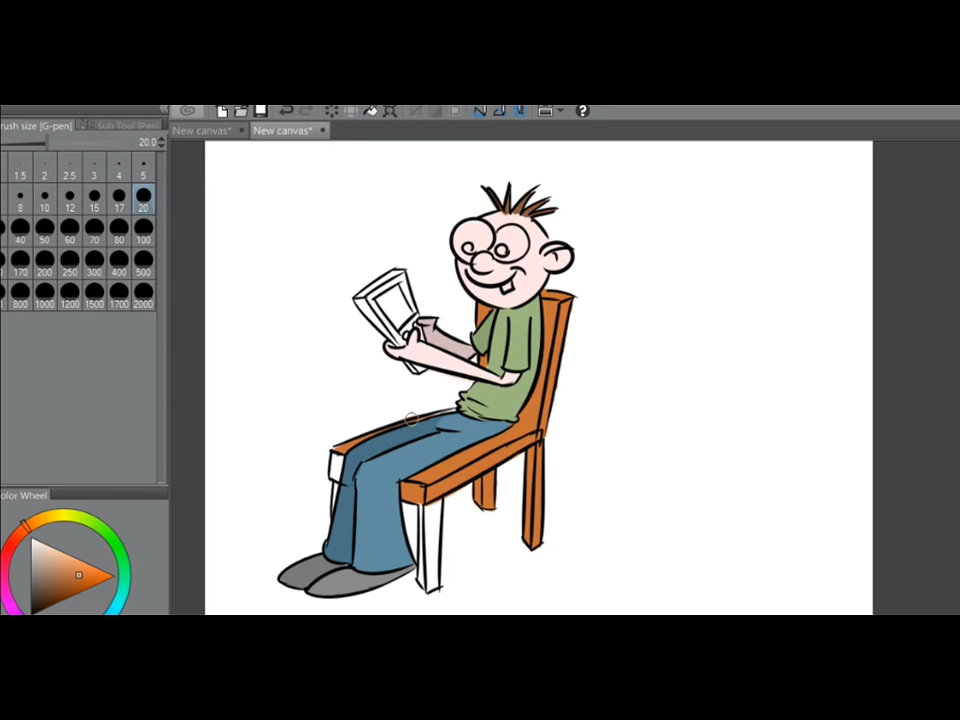 rush size [G-pen] Sub Tool [Pen] New canvas* New canvas*
20.0
1.5 2 2.5 3 4 5
8 10 12 15 17 20
40 50 60 70 80 100
170 200 250 300 400 500
800 1000 1200 1500 1700 2000
olor Wheel